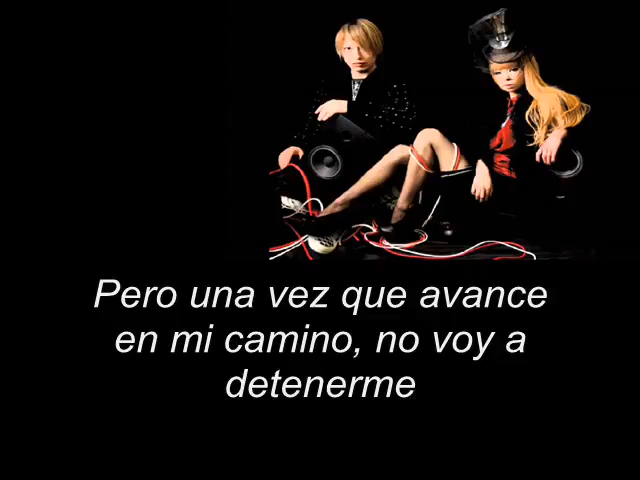 Pero una vez que avance
en mi camino, no voy a
detenerme